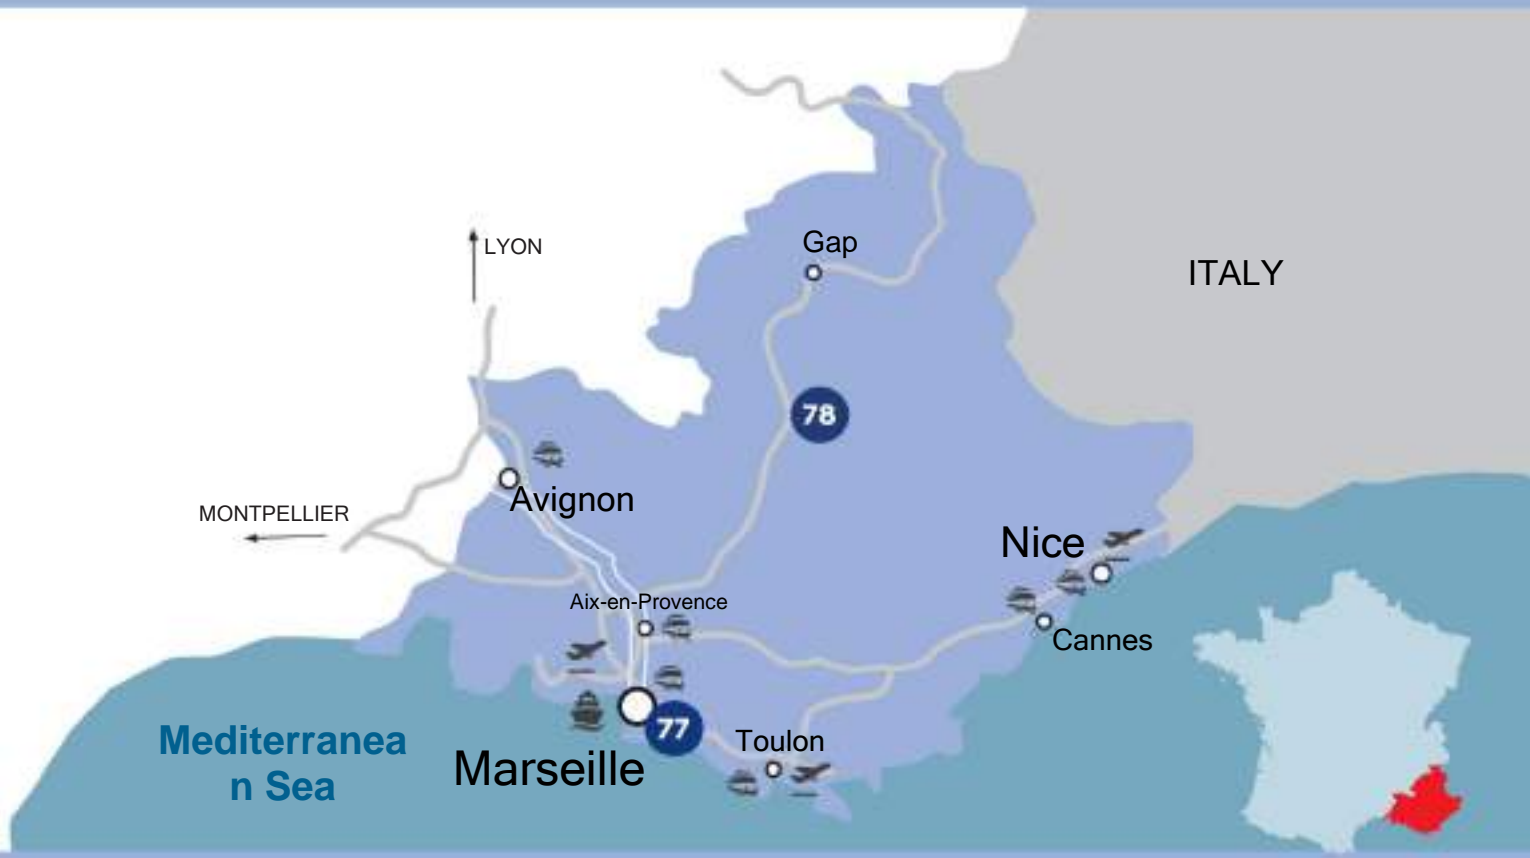 Gap
LYON
ITALY
78
Avignon
MONTPELLIER
Nice
Aix-en-Provence
Cannes
77
Mediterranea
n Sea
Toulon
Marseille